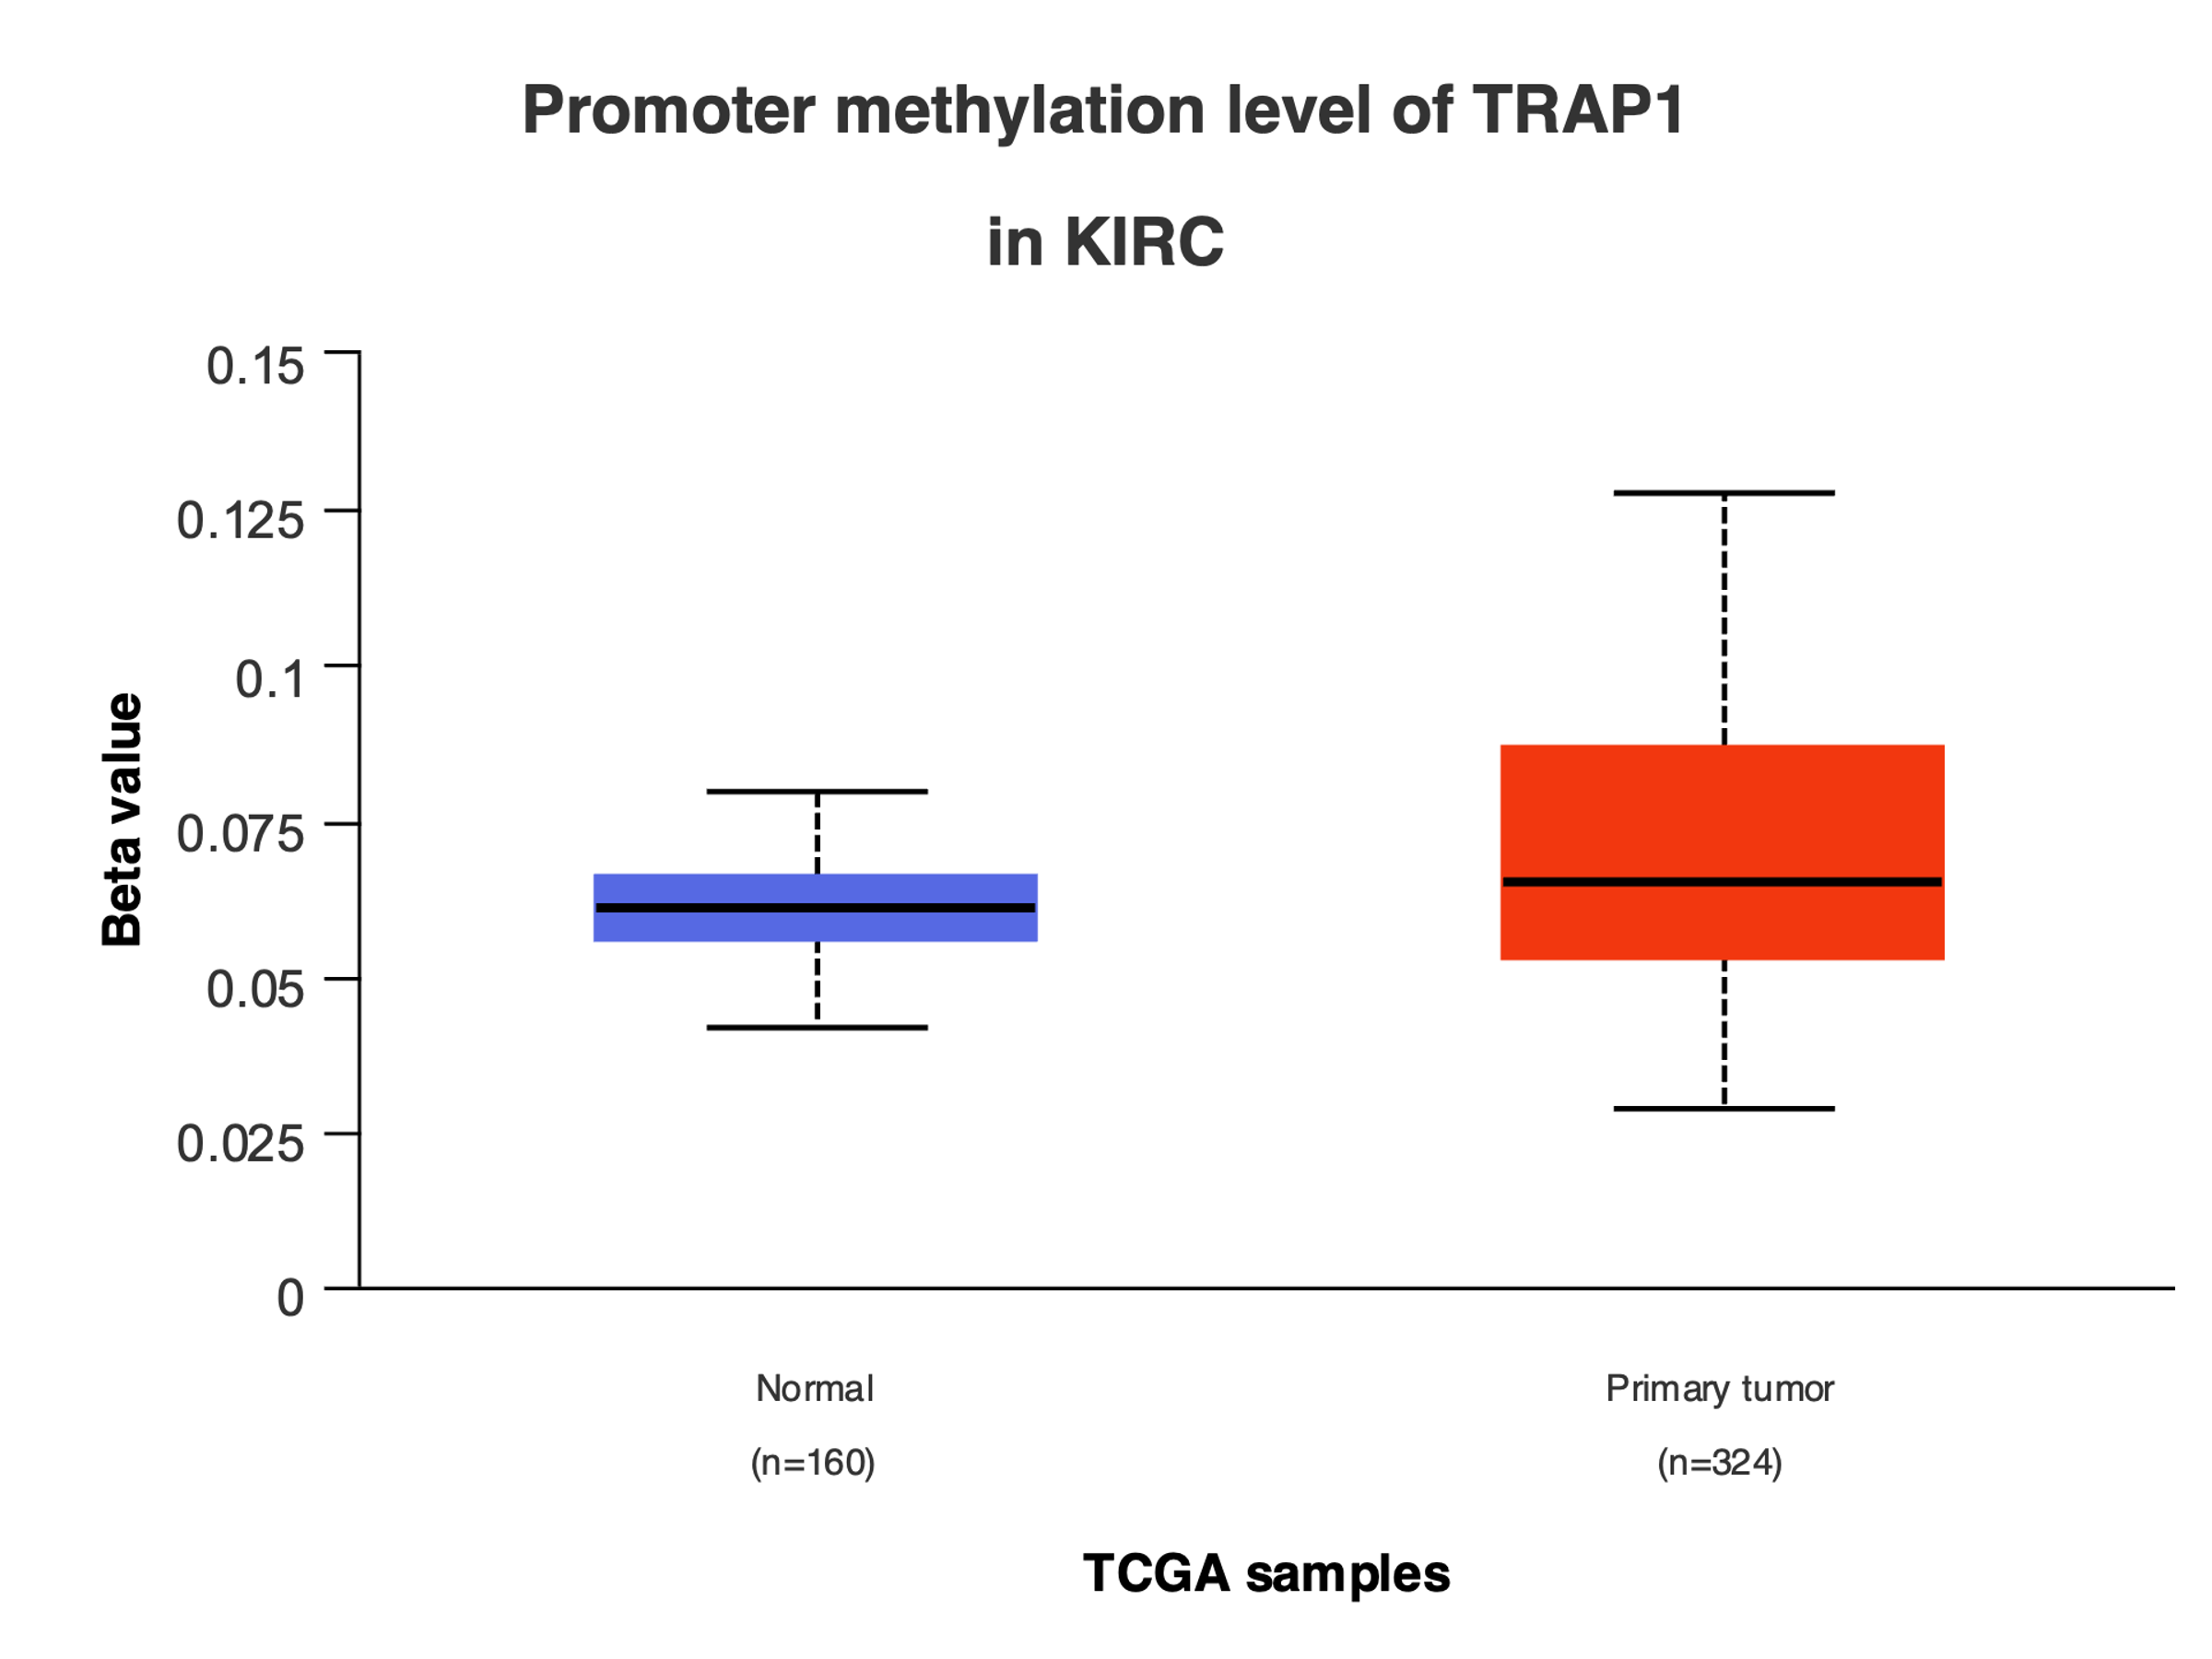 Promoter methylation level of TRAP1
in KIRC
0.15
0.125
0.1
0.075
0.05
0.025
0
Beta value
Normal
(n=160)
Primary tumor
(n=324)
TCGA samples